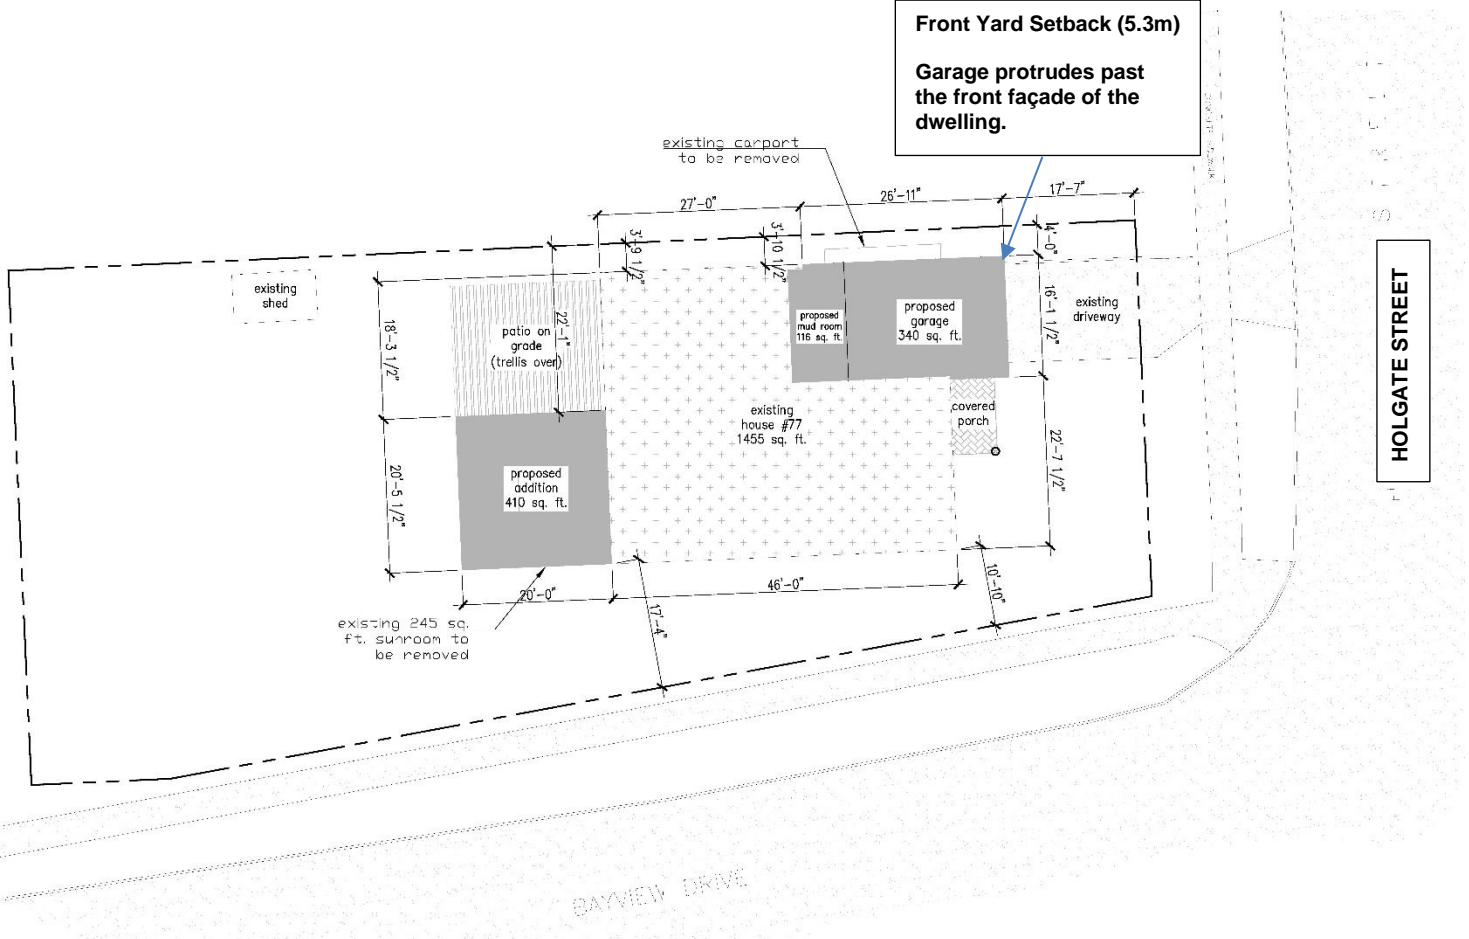 Front Yard Setback (5.3m)
Garage protrudes past
the front façade of the
dwelling.
existing carport
to be removed
27'-0"
26'-11"
17'-7"
3'-9 1/2"
3'-10 1/2"
4'-0"
existing
shed
18'-3 1/2"
patio on
grade
(trellis over)
22'-1"
proposed
mud room
116 sq. ft.
proposed
garage
340 sq. ft.
16'-1 1/2"
existing
driveway
HOLGATE STREET
existing
house #77
1455 sq. ft.
covered
porch
22'-7 1/2"
20'-5 1/2"
proposed
addition
410 sq. ft.
20'-0"
46'-0"
17'-4"
10'-10"
existing 245 sq.
ft. sunroom to
be removed
BAYVIEW DRIVE